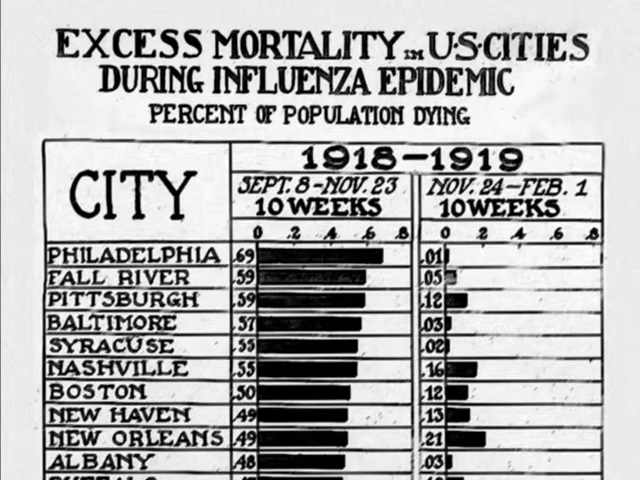 EXCESS MORTALITY IN U·S·CITIES
DURING INFLUENZA EPIDEMIC
PERCENT OF POPULATION DYING
CITY
1918–1919
SEPT. 8–NOV. 23 NOV. 24–FEB. 1
10 WEEKS 10 WEEKS
0 .2 .4 .6 .8 0 .2 .4 .6 .8
PHILADELPHIA .69 .01
FALL RIVER .59 .05
PITTSBURGH .59 .12
BALTIMORE .57 .03
SYRACUSE .55 .02
NASHVILLE .55 .16
BOSTON .50 .12
NEW HAVEN .49 .13
NEW ORLEANS .49 .21
ALBANY .48 .03